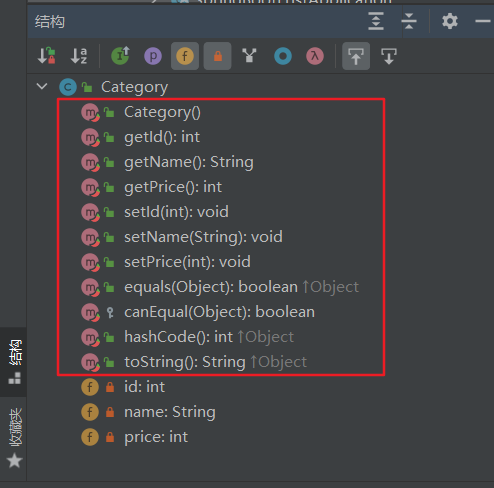 结构
Category
Category()
getId(): int
getName(): String
getPrice(): int
setId(int): void
setName(String): void
setPrice(int): void
equals(Object): boolean ↑Object
canEqual(Object): boolean
hashCode(): int ↑Object
toString(): String ↑Object
id: int
name: String
price: int
结构
收藏夹